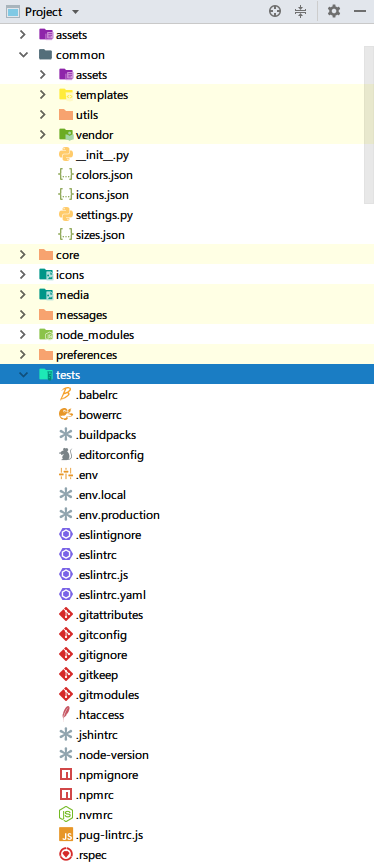 Project
assets
common
assets
templates
utils
vendor
__init__.py
colors.json
icons.json
settings.py
sizes.json
core
icons
media
messages
node_modules
preferences
tests
.babelrc
.bowerrc
.buildpacks
.editorconfig
.env
.env.local
.env.production
.eslintignore
.eslintrc
.eslintrc.js
.eslintrc.yaml
.gitattributes
.gitconfig
.gitignore
.gitkeep
.gitmodules
.htaccess
.jshintrc
.node-version
.npmignore
.npmrc
.nvmrc
.pug-lintrc.js
.rspec